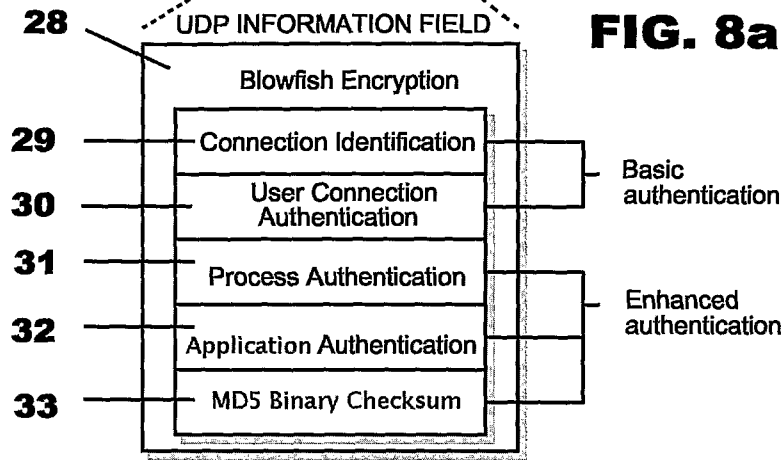 28
UDP INFORMATION FIELD
FIG. 8a
Blowfish Encryption
29
Connection Identification
30
User Connection
Authentication
Basic
authentication
31
Process Authentication
32
Application Authentication
Enhanced
authentication
33
MD5 Binary Checksum